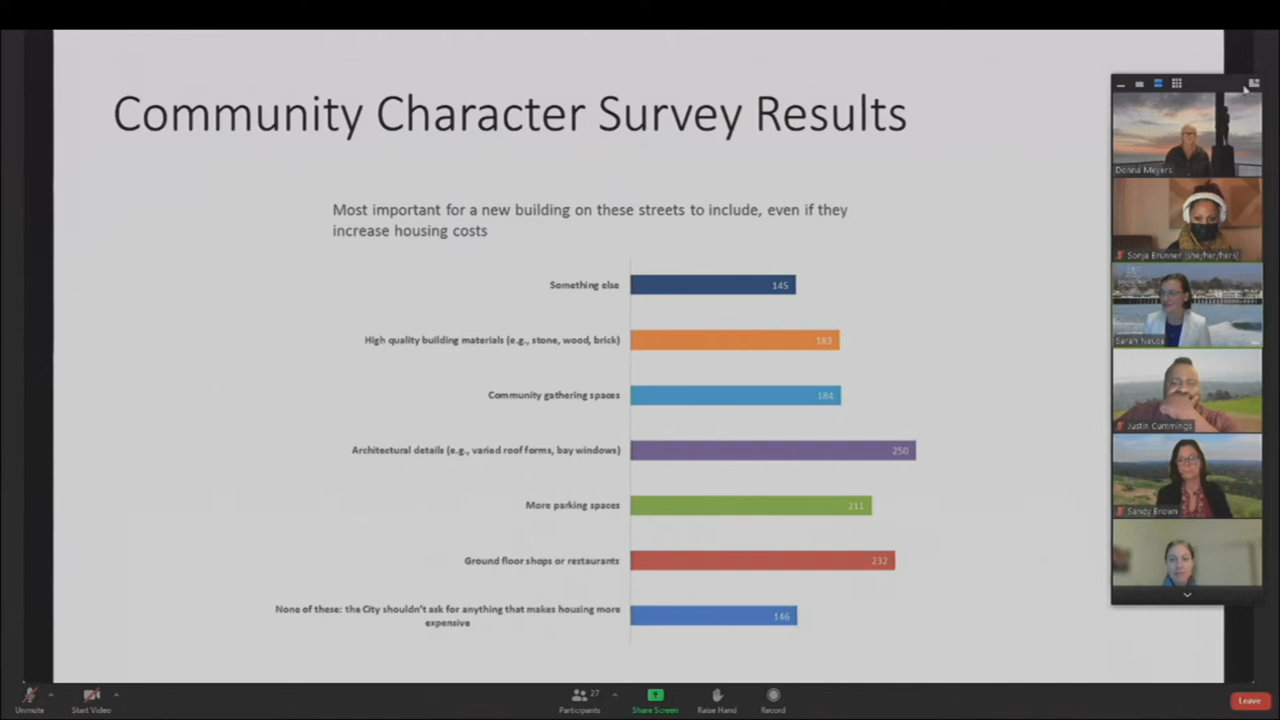 Community Character Survey Results
Most important for a new building on these streets to include, even if they
increase housing costs
Something else
145
High quality building materials (e.g., stone, wood, brick)
183
Community gathering spaces
184
Architectural details (e.g., varied roof forms, bay windows)
250
More parking spaces
211
Ground floor shops or restaurants
232
None of these: the City shouldn't ask for anything that makes housing more
expensive
146
Donna Meyers
Sonja Brunner (she/her/hers)
Sarah Neuse
Justin Cummings
Sandy Brown
Unmute
Start Video
27
Participants
Share Screen
Raise Hand
Record
Leave